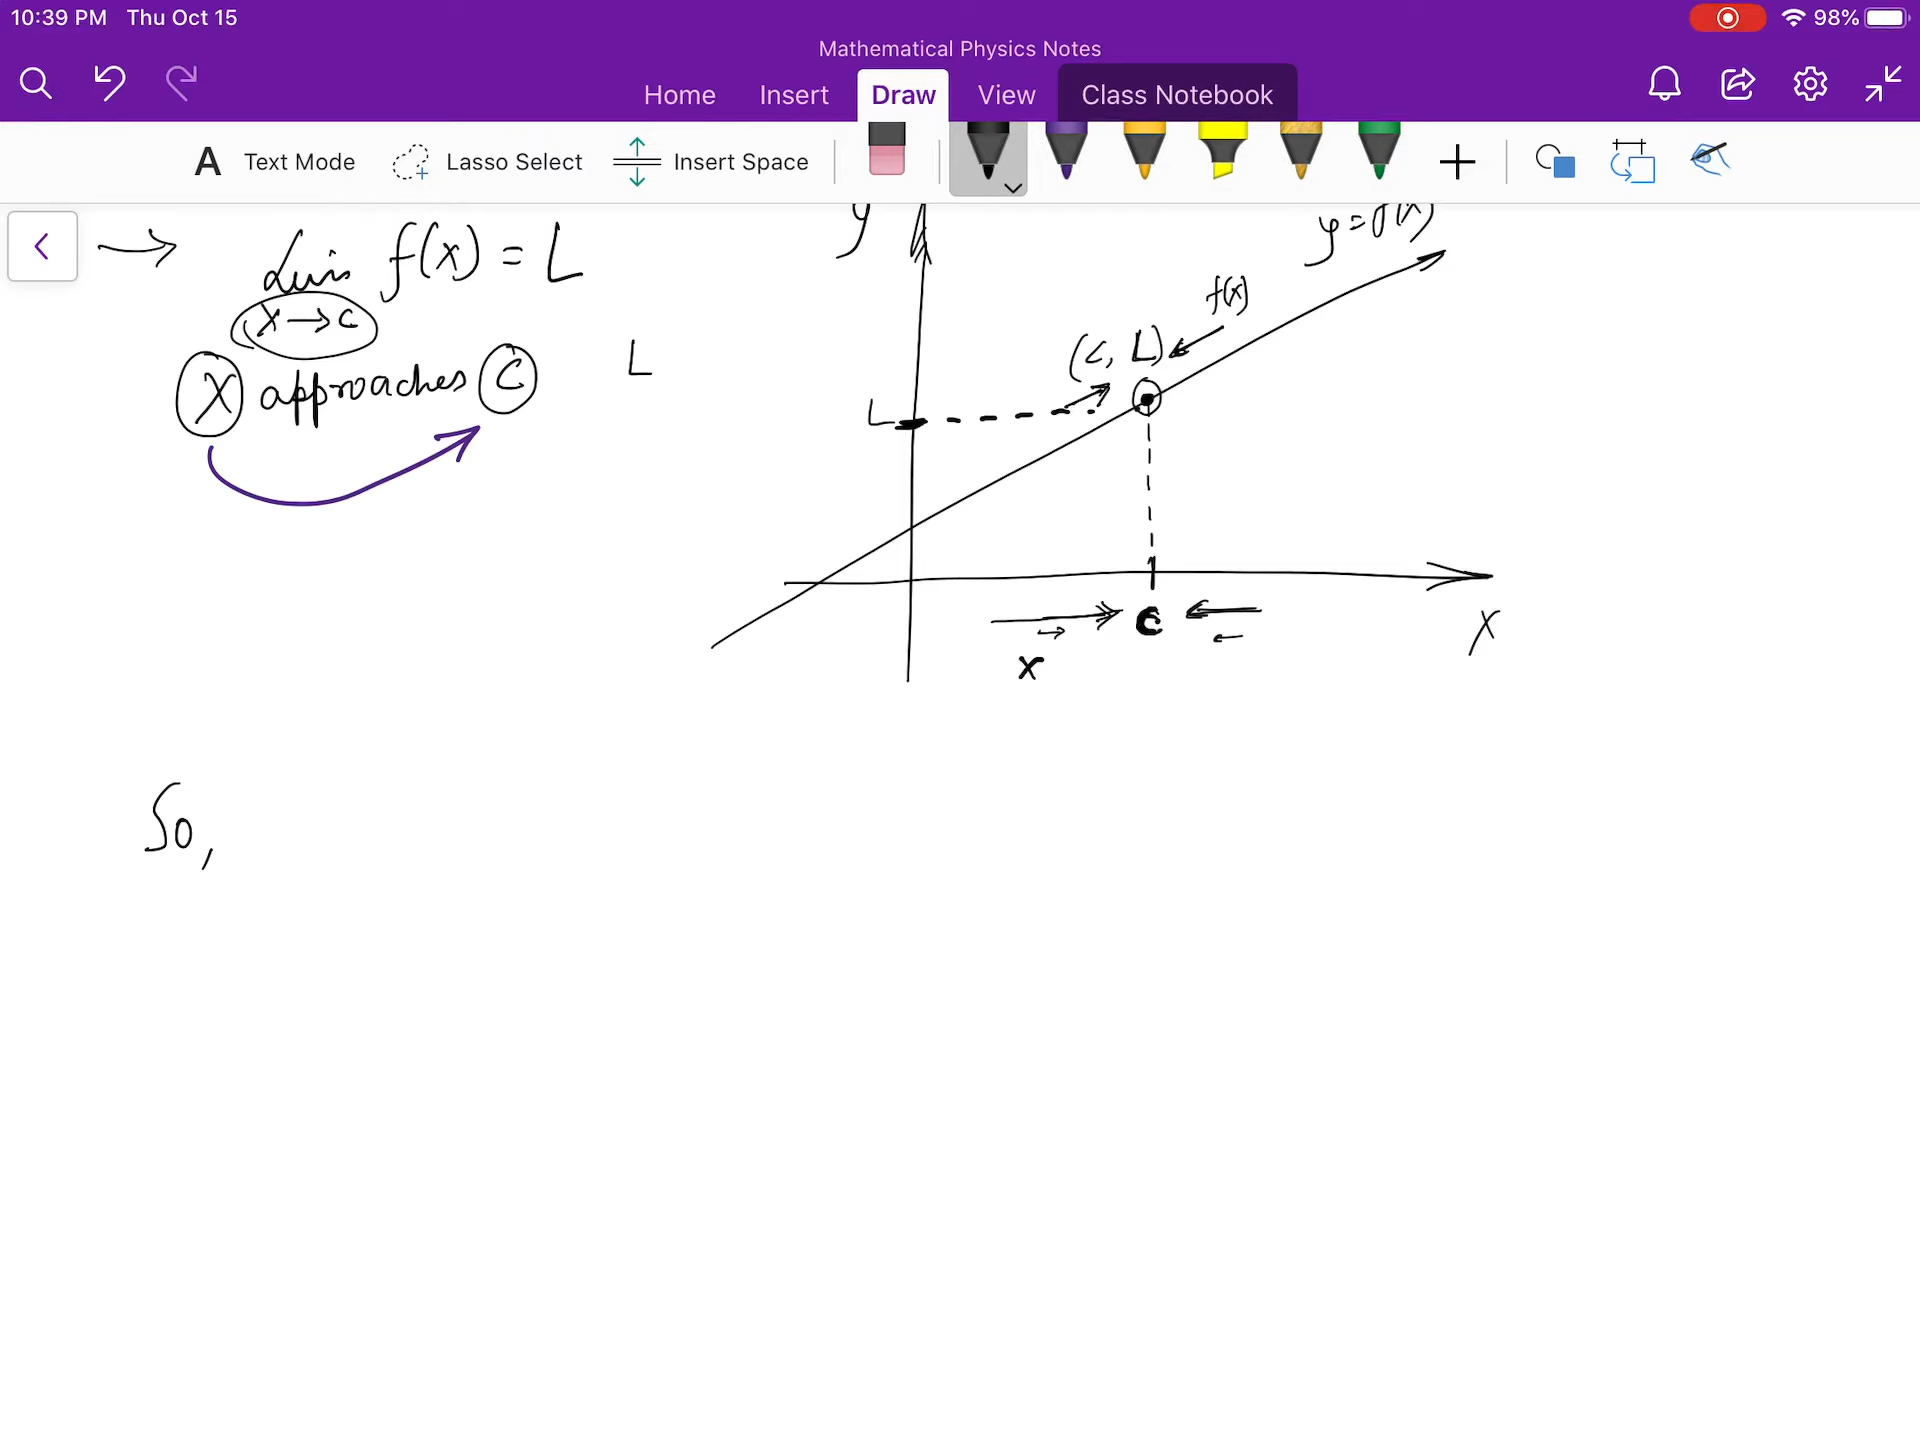 10:39 PM Thu Oct 15
98%
Mathematical Physics Notes
Home Insert Draw View Class Notebook
A Text Mode Lasso Select Insert Space
→ Lim f(x) = L
x → c
X approaches C
L
y
y = f(x)
f(x)
(c, L)
L
C
x
X
So,